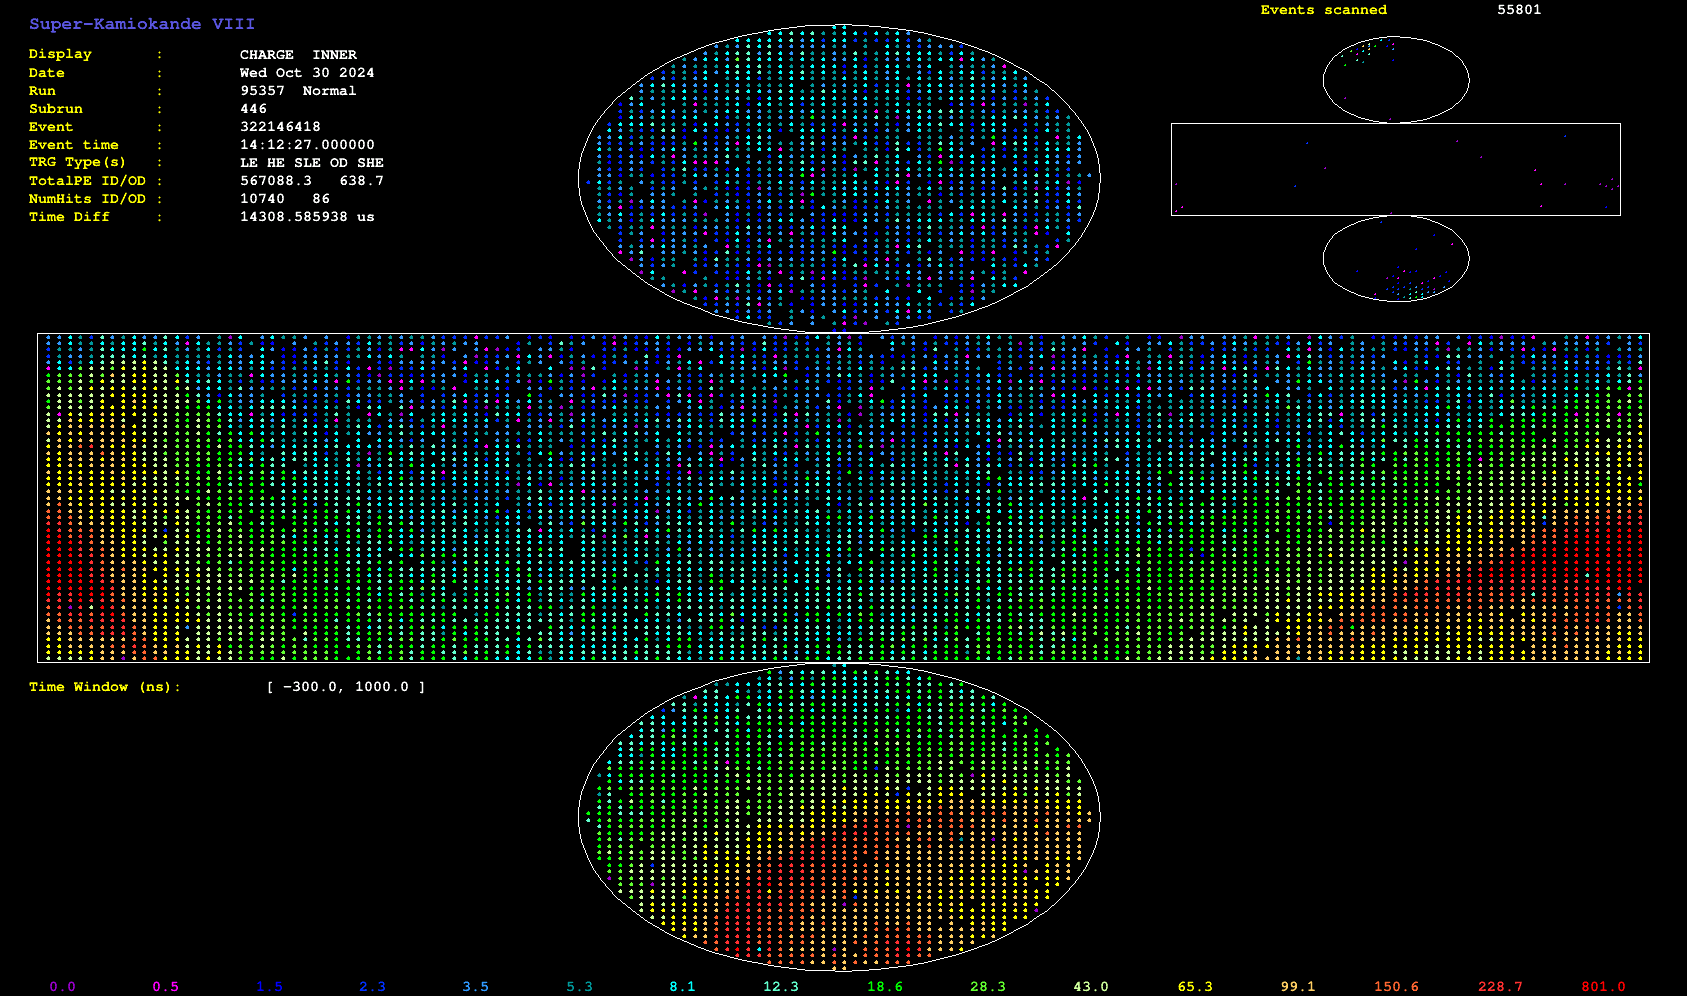 Super-Kamiokande VIII
Events scanned 55801
Display : CHARGE INNER
Date : Wed Oct 30 2024
Run : 95357 Normal
Subrun : 446
Event : 322146418
Event time : 14:12:27.000000
TRG Type(s) : LE HE SLE OD SHE
TotalPE ID/OD : 567088.3 638.7
NumHits ID/OD : 10740 86
Time Diff : 14308.585938 us
Time Window (ns): [ -300.0, 1000.0 ]
0.0 0.5 1.5 2.3 3.5 5.3 8.1 12.3 18.6 28.3 43.0 65.3 99.1 150.6 228.7 801.0